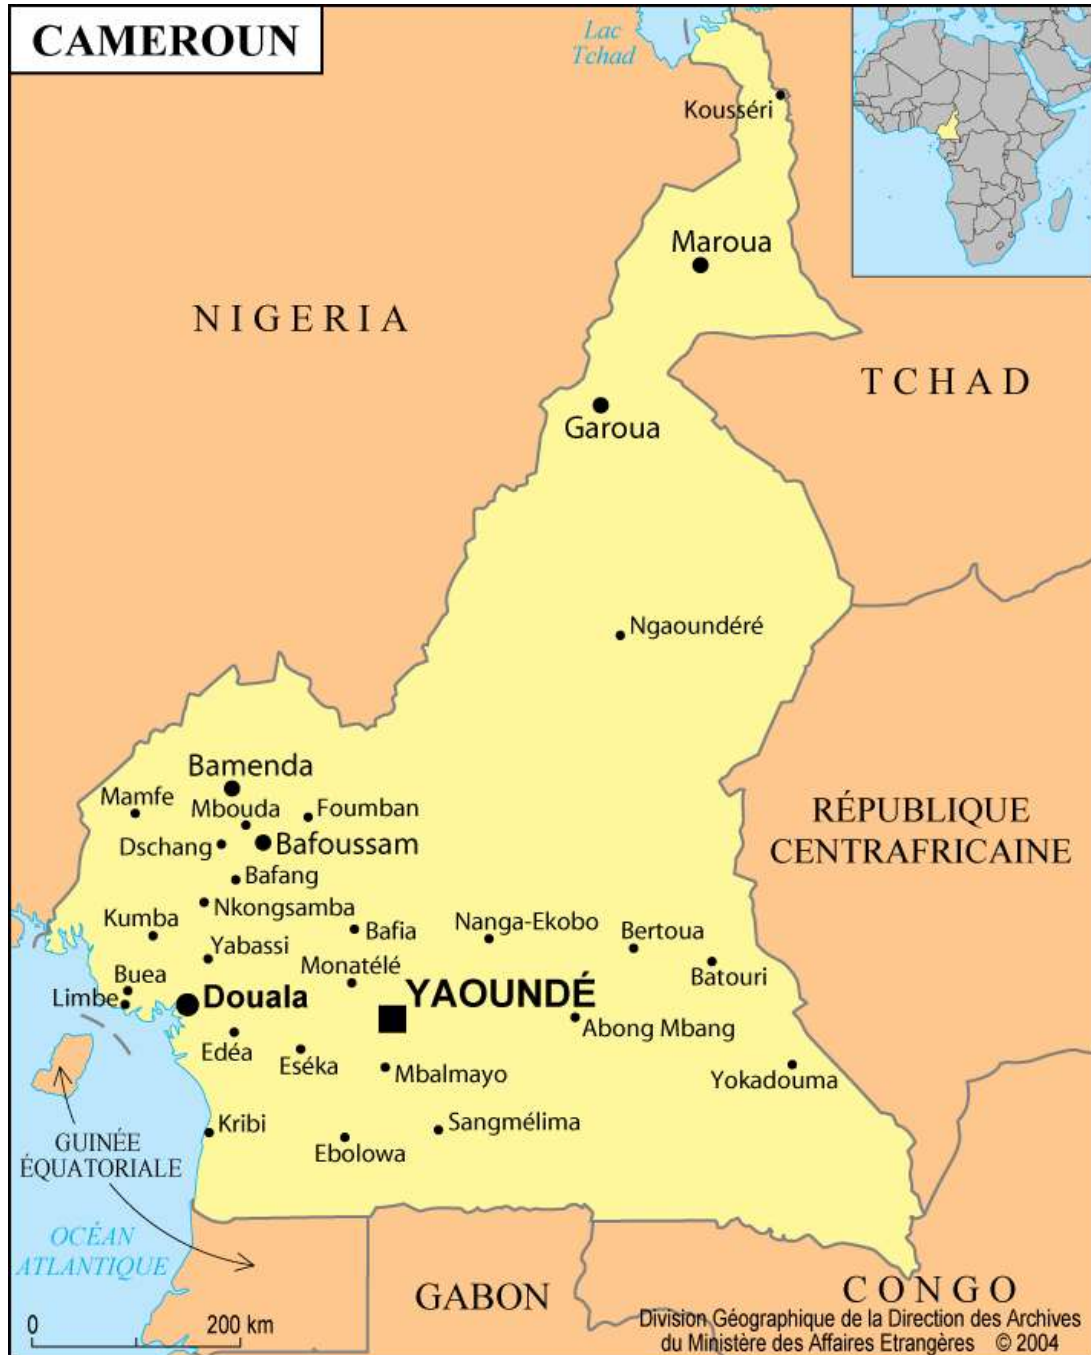 CAMEROUN
Lac
Tchad
Kousséri
Maroua
NIGERIA
TCHAD
Garoua
Ngaoundéré
Bamenda
Mamfe
Mbouda
Foumban
Dschang
Bafoussam
RÉPUBLIQUE
CENTRAFRICAINE
Bafang
Nkongsamba
Kumba
Bafia
Nanga-Ekobo
Bertoua
Yabassi
Monatélé
Batouri
Buea
Limbe
Douala
YAOUNDÉ
Abong Mbang
Edéa
Eséka
Mbalmayo
Yokadouma
Kribi
Sangmélima
Ebolowa
GUINÉE
ÉQUATORIALE
OCÉAN
ATLANTIQUE
GABON
CONGO
0 200 km
Division Géographique de la Direction des Archives
du Ministère des Affaires Etrangères © 2004